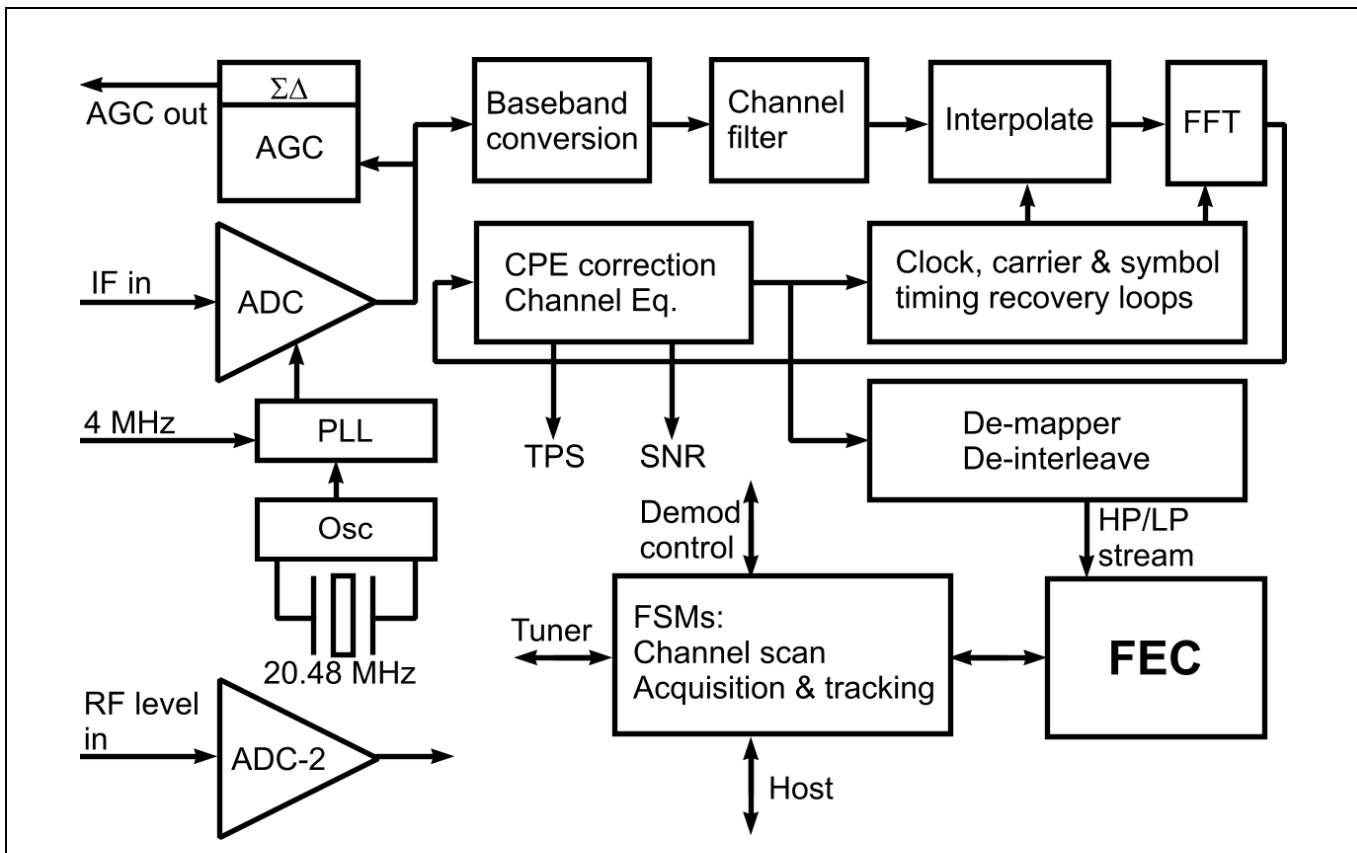 ΣΔ
AGC out
AGC
Baseband
conversion
Channel
filter
Interpolate
FFT
IF in
ADC
CPE correction
Channel Eq.
Clock, carrier & symbol
timing recovery loops
4 MHz
PLL
TPS
SNR
De-mapper
De-interleave
Osc
Demod
control
HP/LP
stream
20.48 MHz
Tuner
FSMs:
Channel scan
Acquisition & tracking
FEC
RF level
in
ADC-2
Host